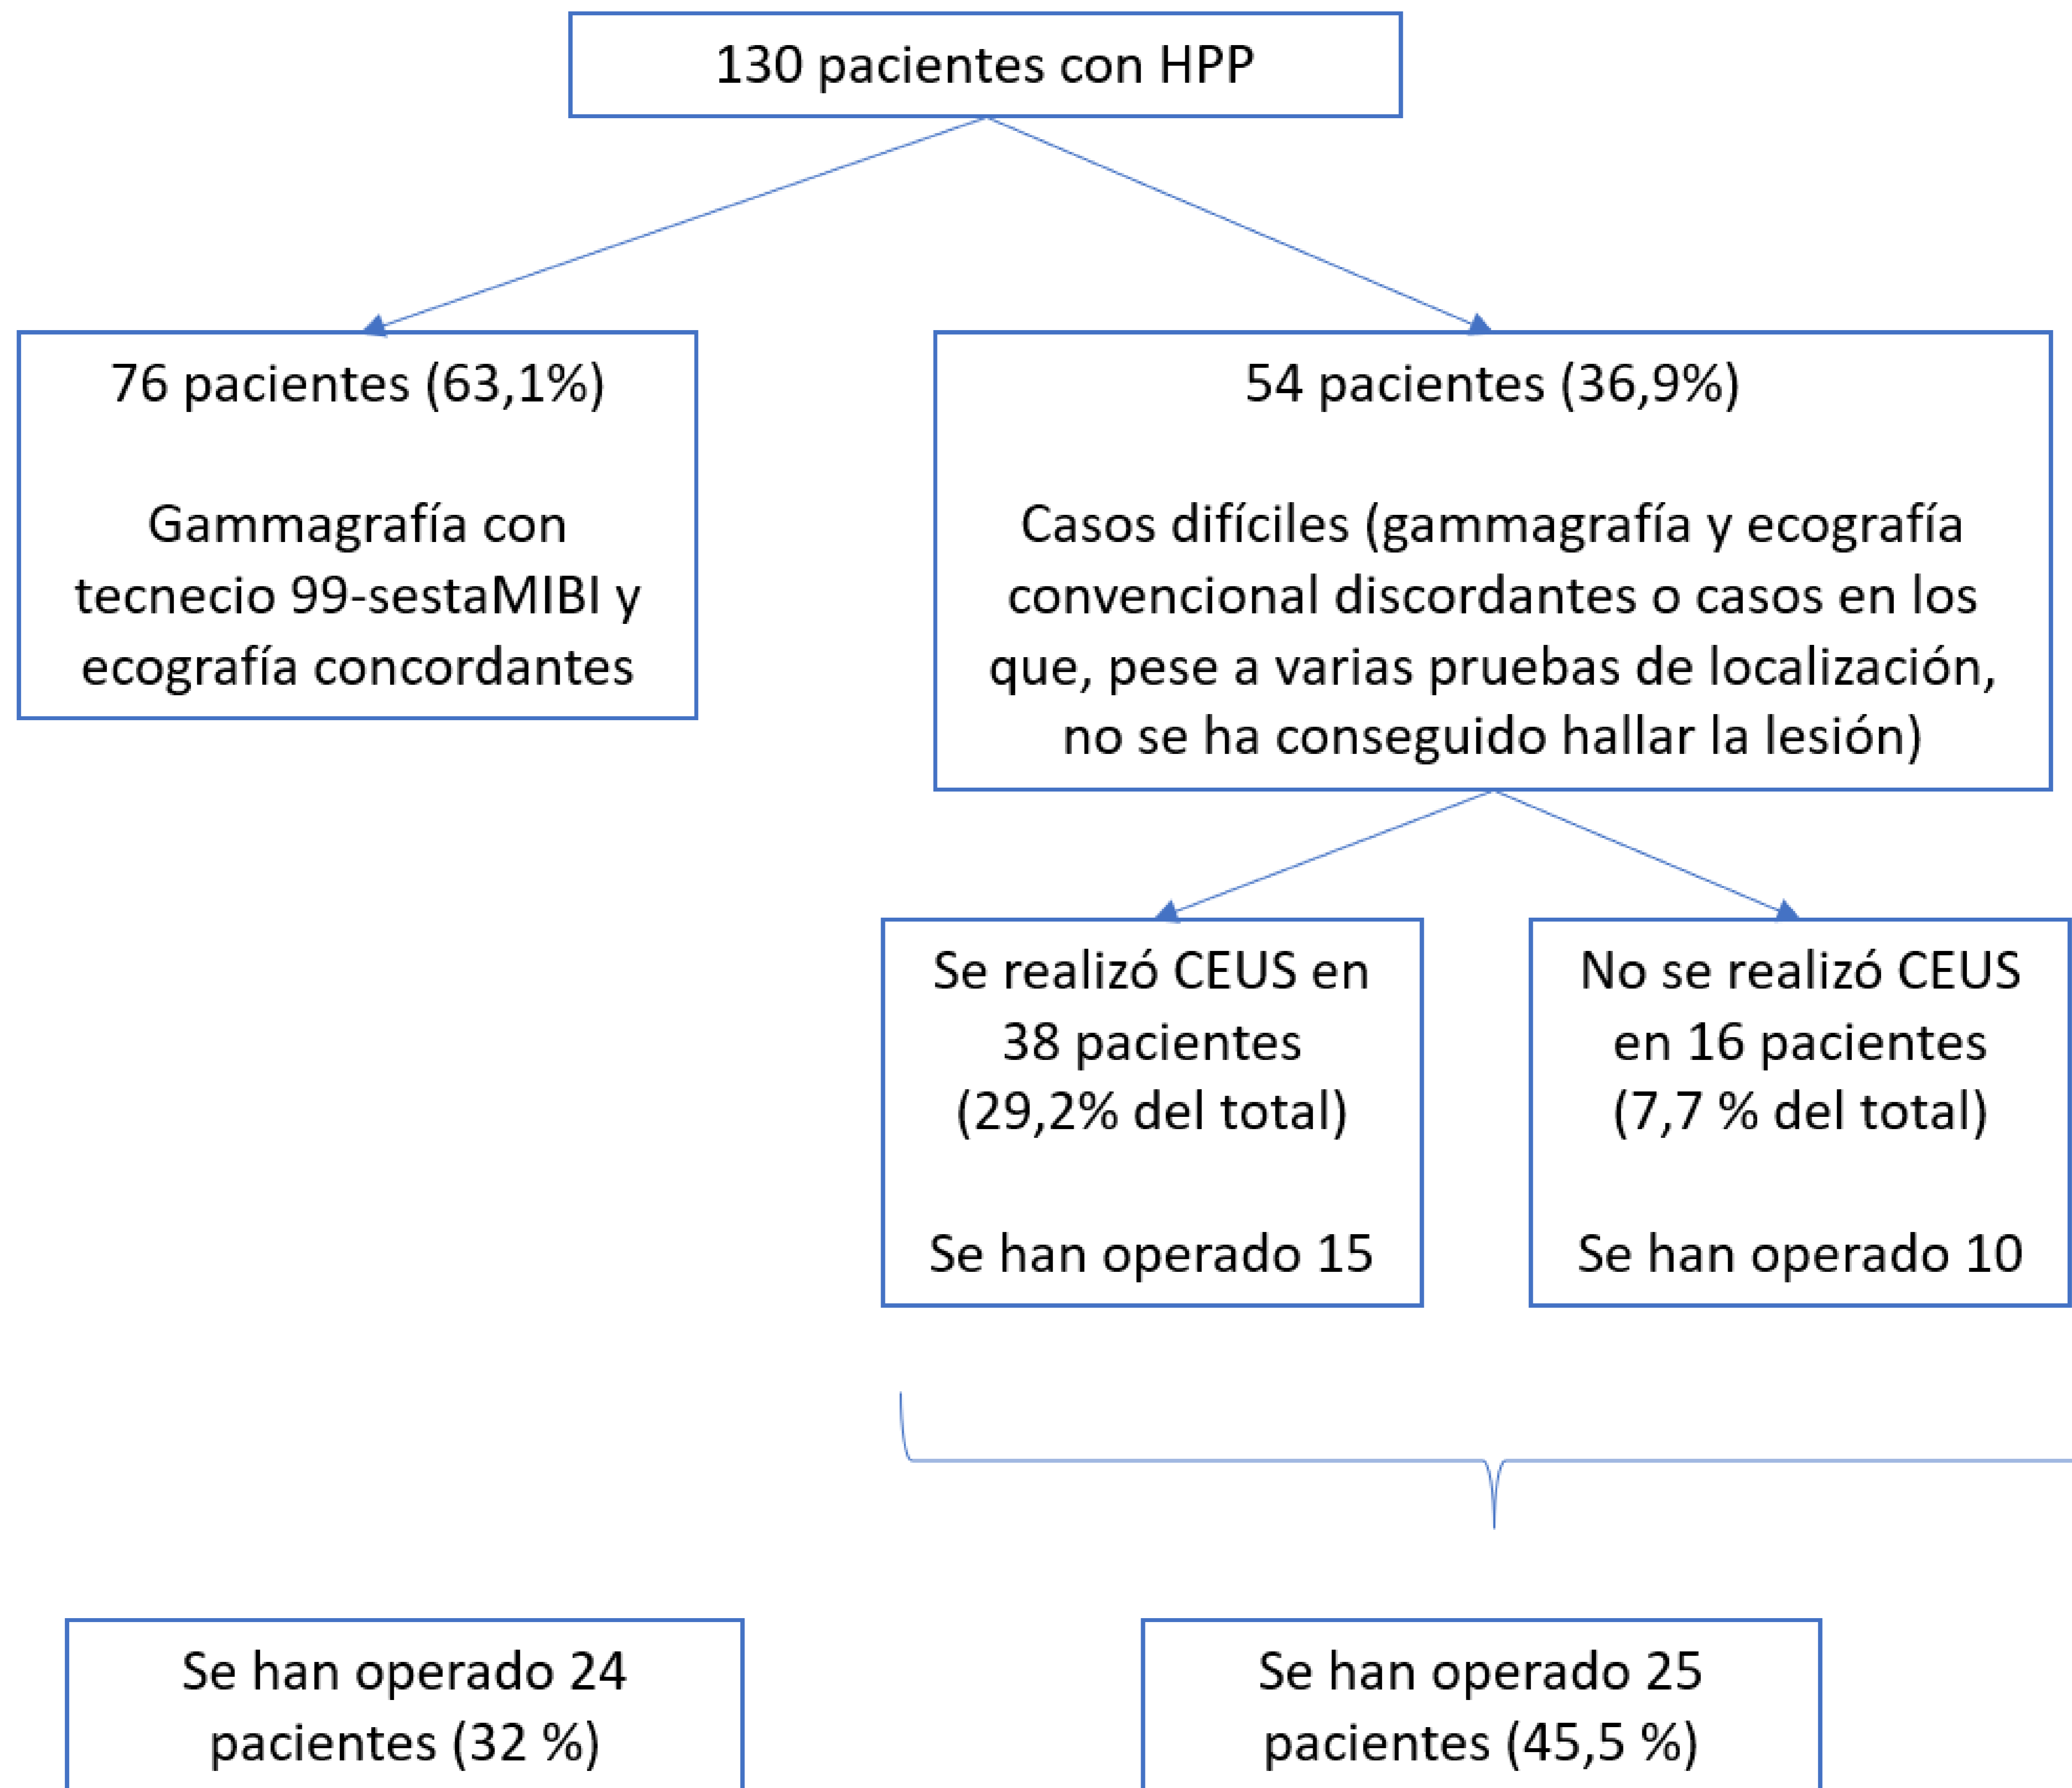 130 pacientes con HPP
76 pacientes (63,1%)
Gammagrafía con
tecnecio 99-sestaMIBI y
ecografía concordantes
54 pacientes (36,9%)
Casos difíciles (gammagrafía y ecografía
convencional discordantes o casos en los
que, pese a varias pruebas de localización,
no se ha conseguido hallar la lesión)
Se realizó CEUS en
38 pacientes
(29,2% del total)
Se han operado 15
No se realizó CEUS
en 16 pacientes
(7,7 % del total)
Se han operado 10
Se han operado 24
pacientes (32 %)
Se han operado 25
pacientes (45,5 %)